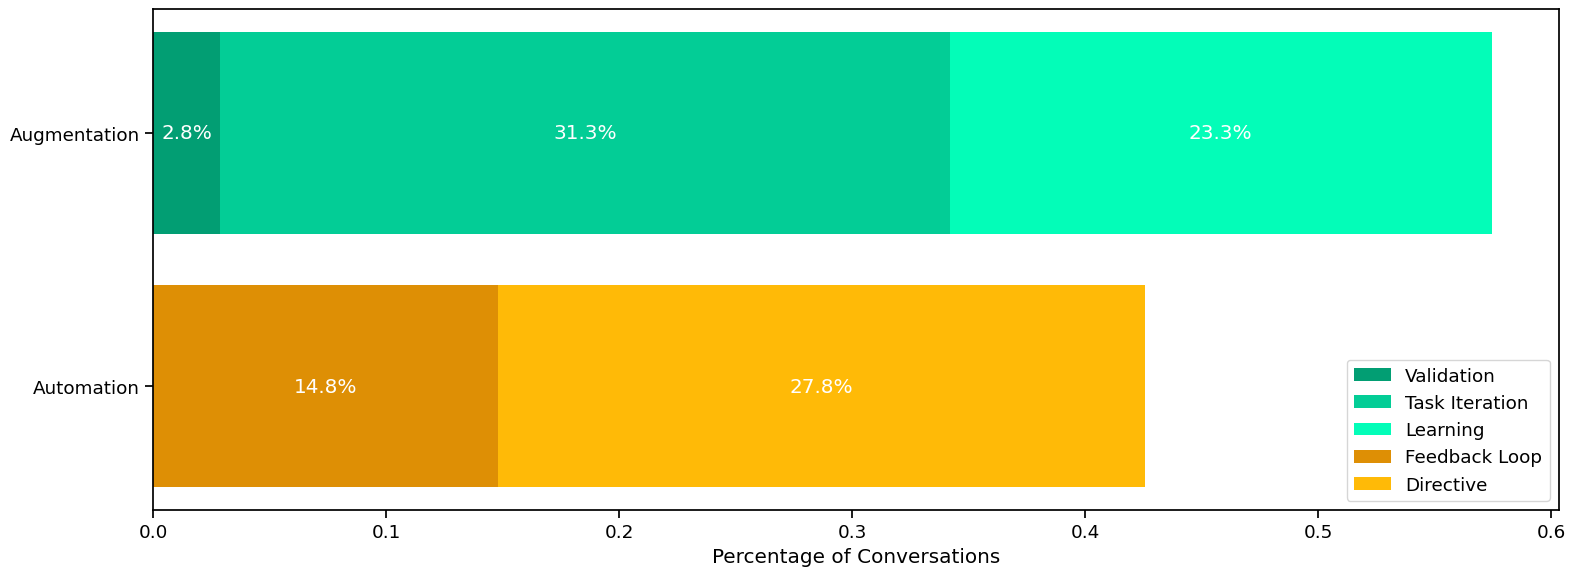 Augmentation
2.8%
31.3%
23.3%
Automation
14.8%
27.8%
Validation
Task Iteration
Learning
Feedback Loop
Directive
0.0 0.1 0.2 0.3 0.4 0.5 0.6
Percentage of Conversations